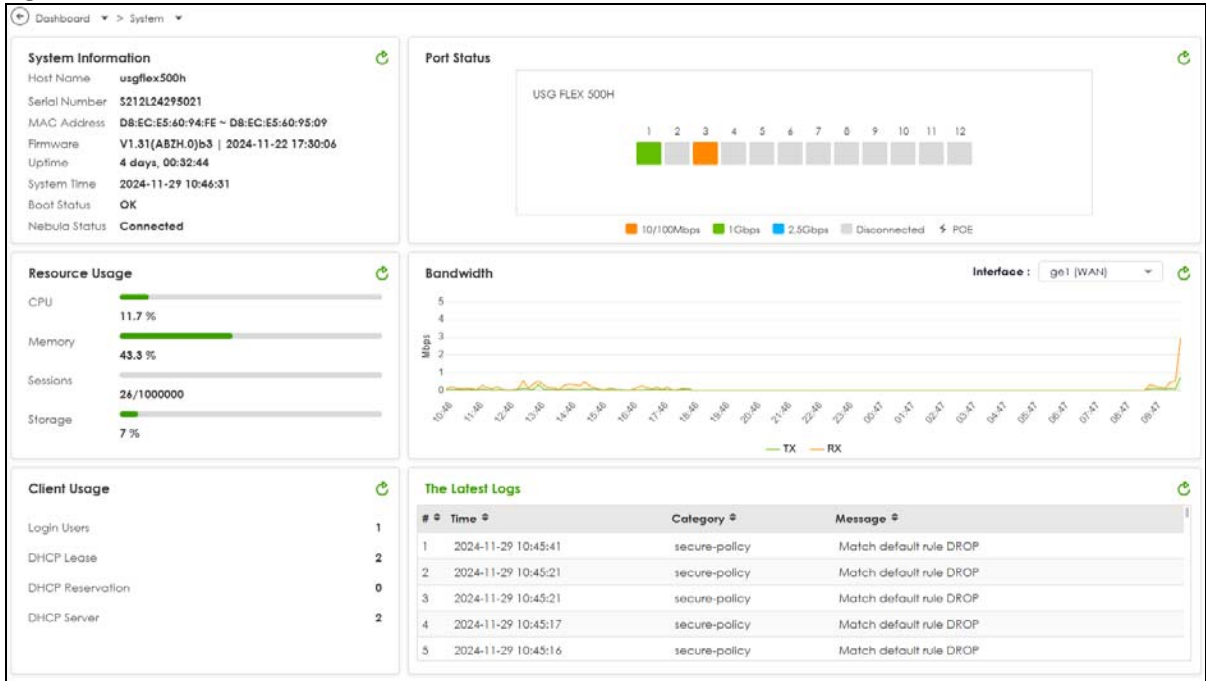 Dashboard > System
System Information
Host Name usgflex500h
Serial Number S212L24295021
MAC Address D8:EC:E5:60:94:FE ~ D8:EC:E5:60:95:09
Firmware V1.31(ABZH.0)b3 | 2024-11-22 17:30:06
Uptime 4 days, 00:32:44
System Time 2024-11-29 10:46:31
Boot Status OK
Nebula Status Connected
Port Status
USG FLEX 500H
1 2 3 4 5 6 7 8 9 10 11 12
10/100Mbps 1Gbps 2.5Gbps Disconnected POE
Resource Usage
CPU
11.7 %
Memory
43.3 %
Sessions
26/1000000
Storage
7 %
Bandwidth
Interface : ge1 (WAN)
Mbps
5
4
3
2
1
0
10:46 11:46 12:46 13:46 14:46 15:46 16:46 17:46 18:46 19:46 20:46 21:46 22:46 23:46 00:47 01:47 02:47 03:47 04:47 05:47 06:47 07:47 08:47 09:47
TX RX
Client Usage
Login Users 1
DHCP Lease 2
DHCP Reservation 0
DHCP Server 2
The Latest Logs
# Time Category Message
1 2024-11-29 10:45:41 secure-policy Match default rule DROP
2 2024-11-29 10:45:21 secure-policy Match default rule DROP
3 2024-11-29 10:45:21 secure-policy Match default rule DROP
4 2024-11-29 10:45:17 secure-policy Match default rule DROP
5 2024-11-29 10:45:16 secure-policy Match default rule DROP